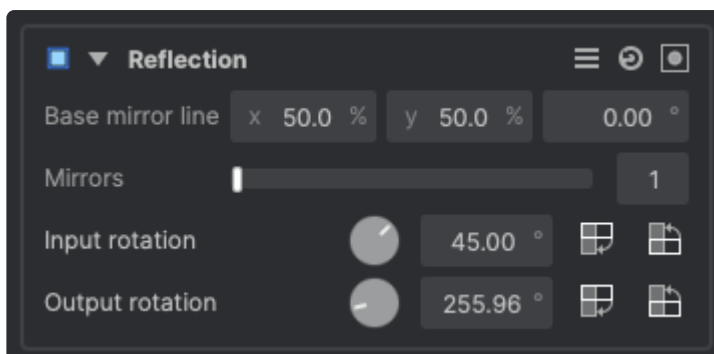 Reflection
Base mirror line x 50.0 % y 50.0 % 0.00 °
Mirrors 1
Input rotation 45.00 °
Output rotation 255.96 °